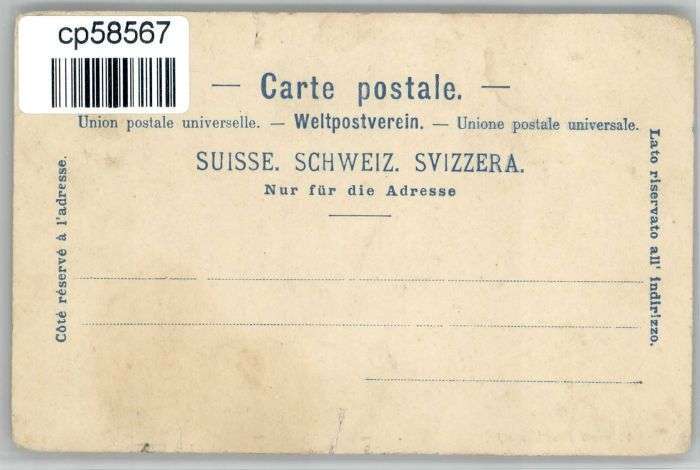 cp58567
— Carte postale. —
Union postale universelle. — Weltpostverein. — Unione postale universale.
SUISSE. SCHWEIZ. SVIZZERA.
Nur für die Adresse
Côté réservé à l'adresse.
Lato riservato all' indirizzo.